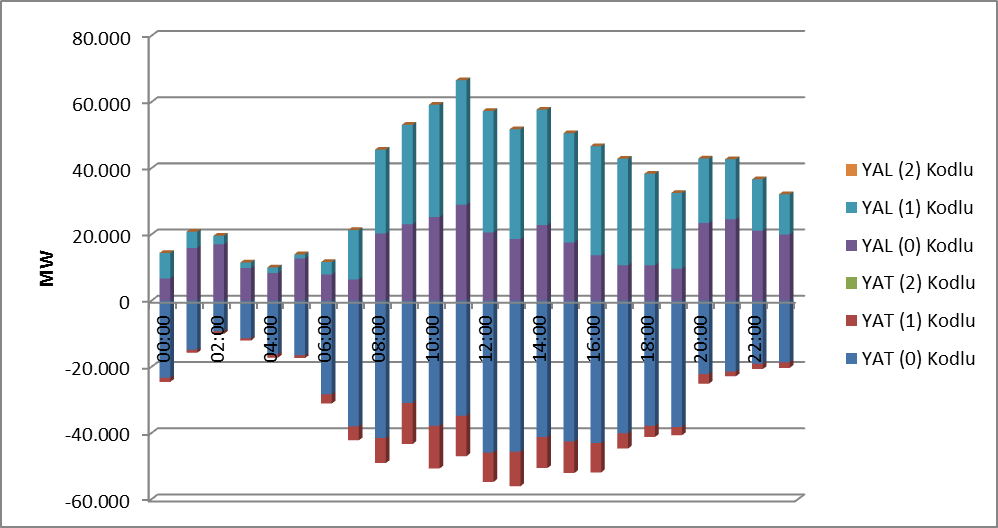 80.000
60.000
40.000
20.000
0
-20.000
-40.000
-60.000
MW
00:00
02:00
04:00
06:00
08:00
10:00
12:00
14:00
16:00
18:00
20:00
22:00
YAL (2) Kodlu
YAL (1) Kodlu
YAL (0) Kodlu
YAT (2) Kodlu
YAT (1) Kodlu
YAT (0) Kodlu